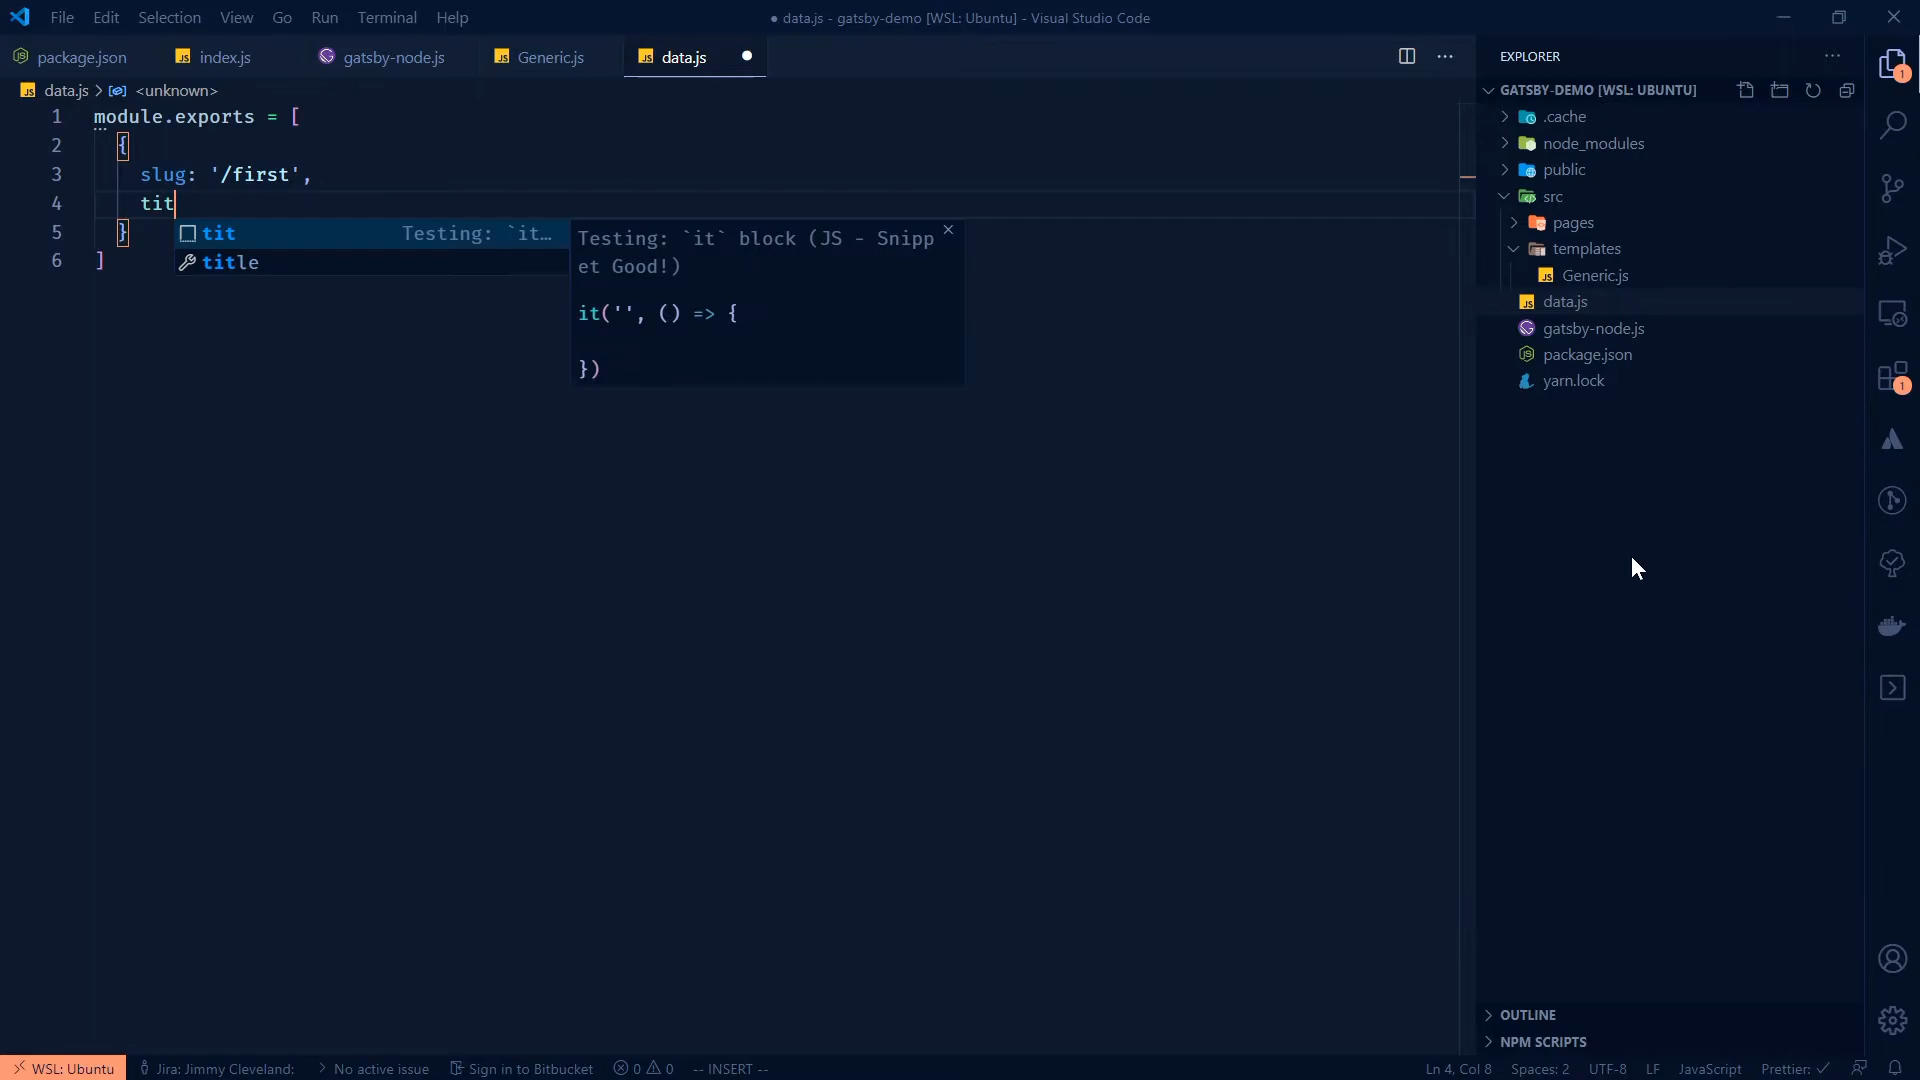 File Edit Selection View Go Run Terminal Help
● data.js - gatsby-demo [WSL: Ubuntu] - Visual Studio Code
package.json
index.js
gatsby-node.js
Generic.js
data.js
data.js > <unknown>
1 module.exports = [
2 {
3 slug: '/first',
4 tit
5 }
6 ]
tit Testing: `it…
title
Testing: `it` block (JS - Snipp
et Good!)
it('', () => {
})
EXPLORER
GATSBY-DEMO [WSL: UBUNTU]
.cache
node_modules
public
src
pages
templates
Generic.js
data.js
gatsby-node.js
package.json
yarn.lock
OUTLINE
NPM SCRIPTS
1
1
WSL: Ubuntu Jira: Jimmy Cleveland: No active issue Sign in to Bitbucket 0 0 -- INSERT -- Ln 4, Col 8 Spaces: 2 UTF-8 LF JavaScript Prettier: ✓